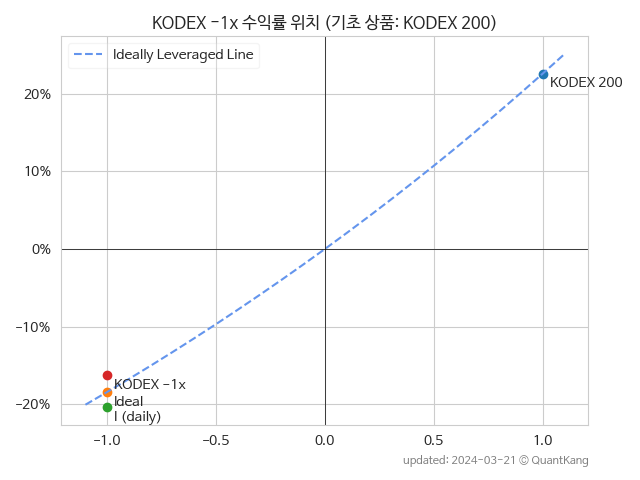 KODEX -1x 수익률 위치 (기초 상품: KODEX 200)
Ideally Leveraged Line
20%
10%
0%
-10%
-20%
KODEX 200
KODEX -1x
Ideal
I (daily)
-1.0 -0.5 0.0 0.5 1.0
updated: 2024-03-21 © QuantKang